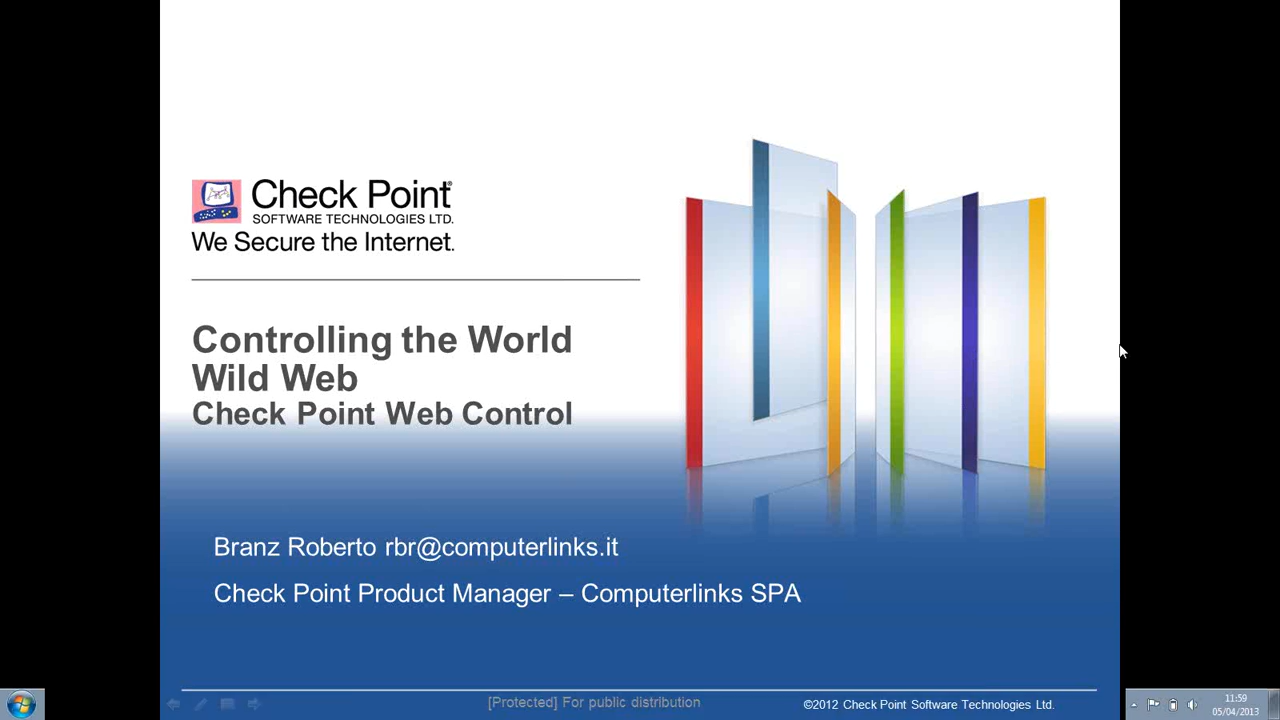 Check Point
SOFTWARE TECHNOLOGIES LTD.
We Secure the Internet.
Controlling the World
Wild Web
Check Point Web Control
Branz Roberto rbr@computerlinks.it
Check Point Product Manager – Computerlinks SPA
[Protected] For public distribution
©2012 Check Point Software Technologies Ltd.
11:59
05/04/2013